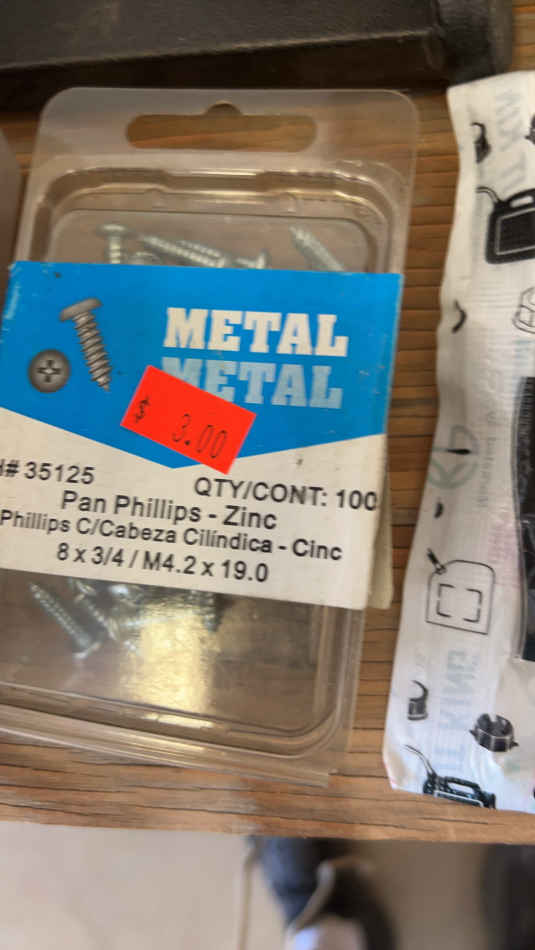 METAL
METAL
$ 3.00
# 35125
QTY/CONT: 100
Pan Phillips - Zinc
Phillips C/Cabeza Cilíndica - Cinc
8 x 3/4 / M4.2 x 19.0